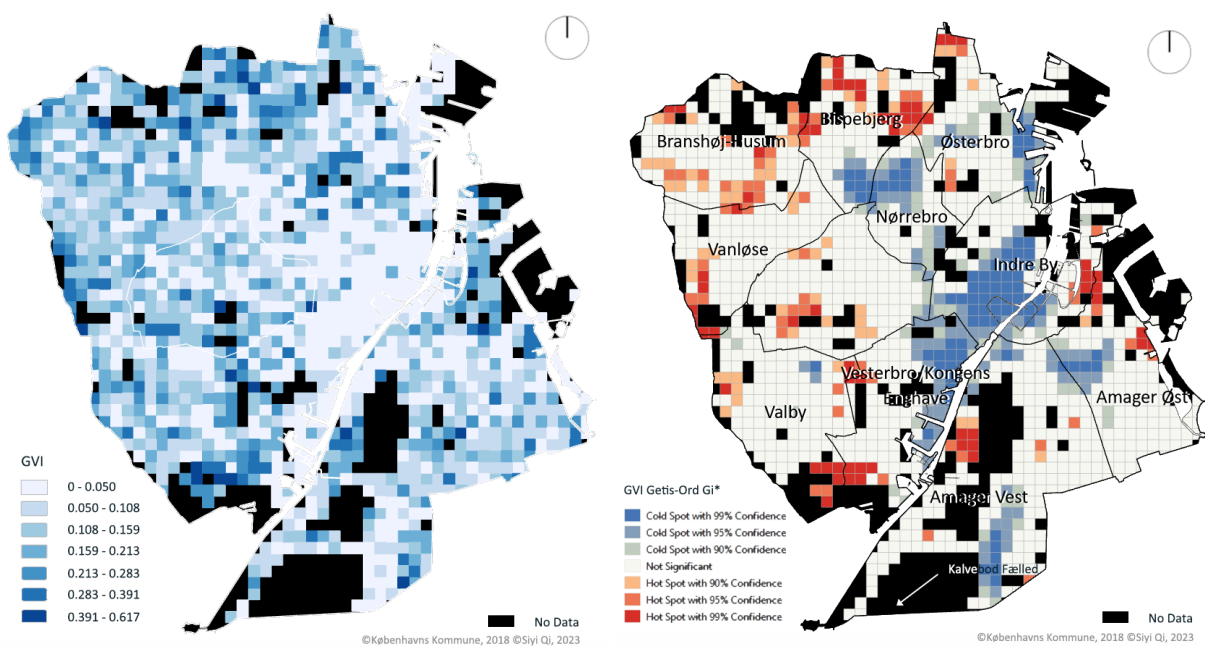 GVI
0 - 0.050
0.050 - 0.108
0.108 - 0.159
0.159 - 0.213
0.213 - 0.283
0.283 - 0.391
0.391 - 0.617
No Data
©Københavns Kommune, 2018 ©Siyi Qi, 2023
Bispebjerg
Branshøj-Husum
Østerbro
Nørrebro
Vanløse
Indre By
Vesterbro/Kongens
Enghave
Valby
Amager Øst
Amager Vest
Kalvebod Fælled
GVI Getis-Ord Gi*
Cold Spot with 99% Confidence
Cold Spot with 95% Confidence
Cold Spot with 90% Confidence
Not Significant
Hot Spot with 90% Confidence
Hot Spot with 95% Confidence
Hot Spot with 99% Confidence
No Data
©Københavns Kommune, 2018 ©Siyi Qi, 2023